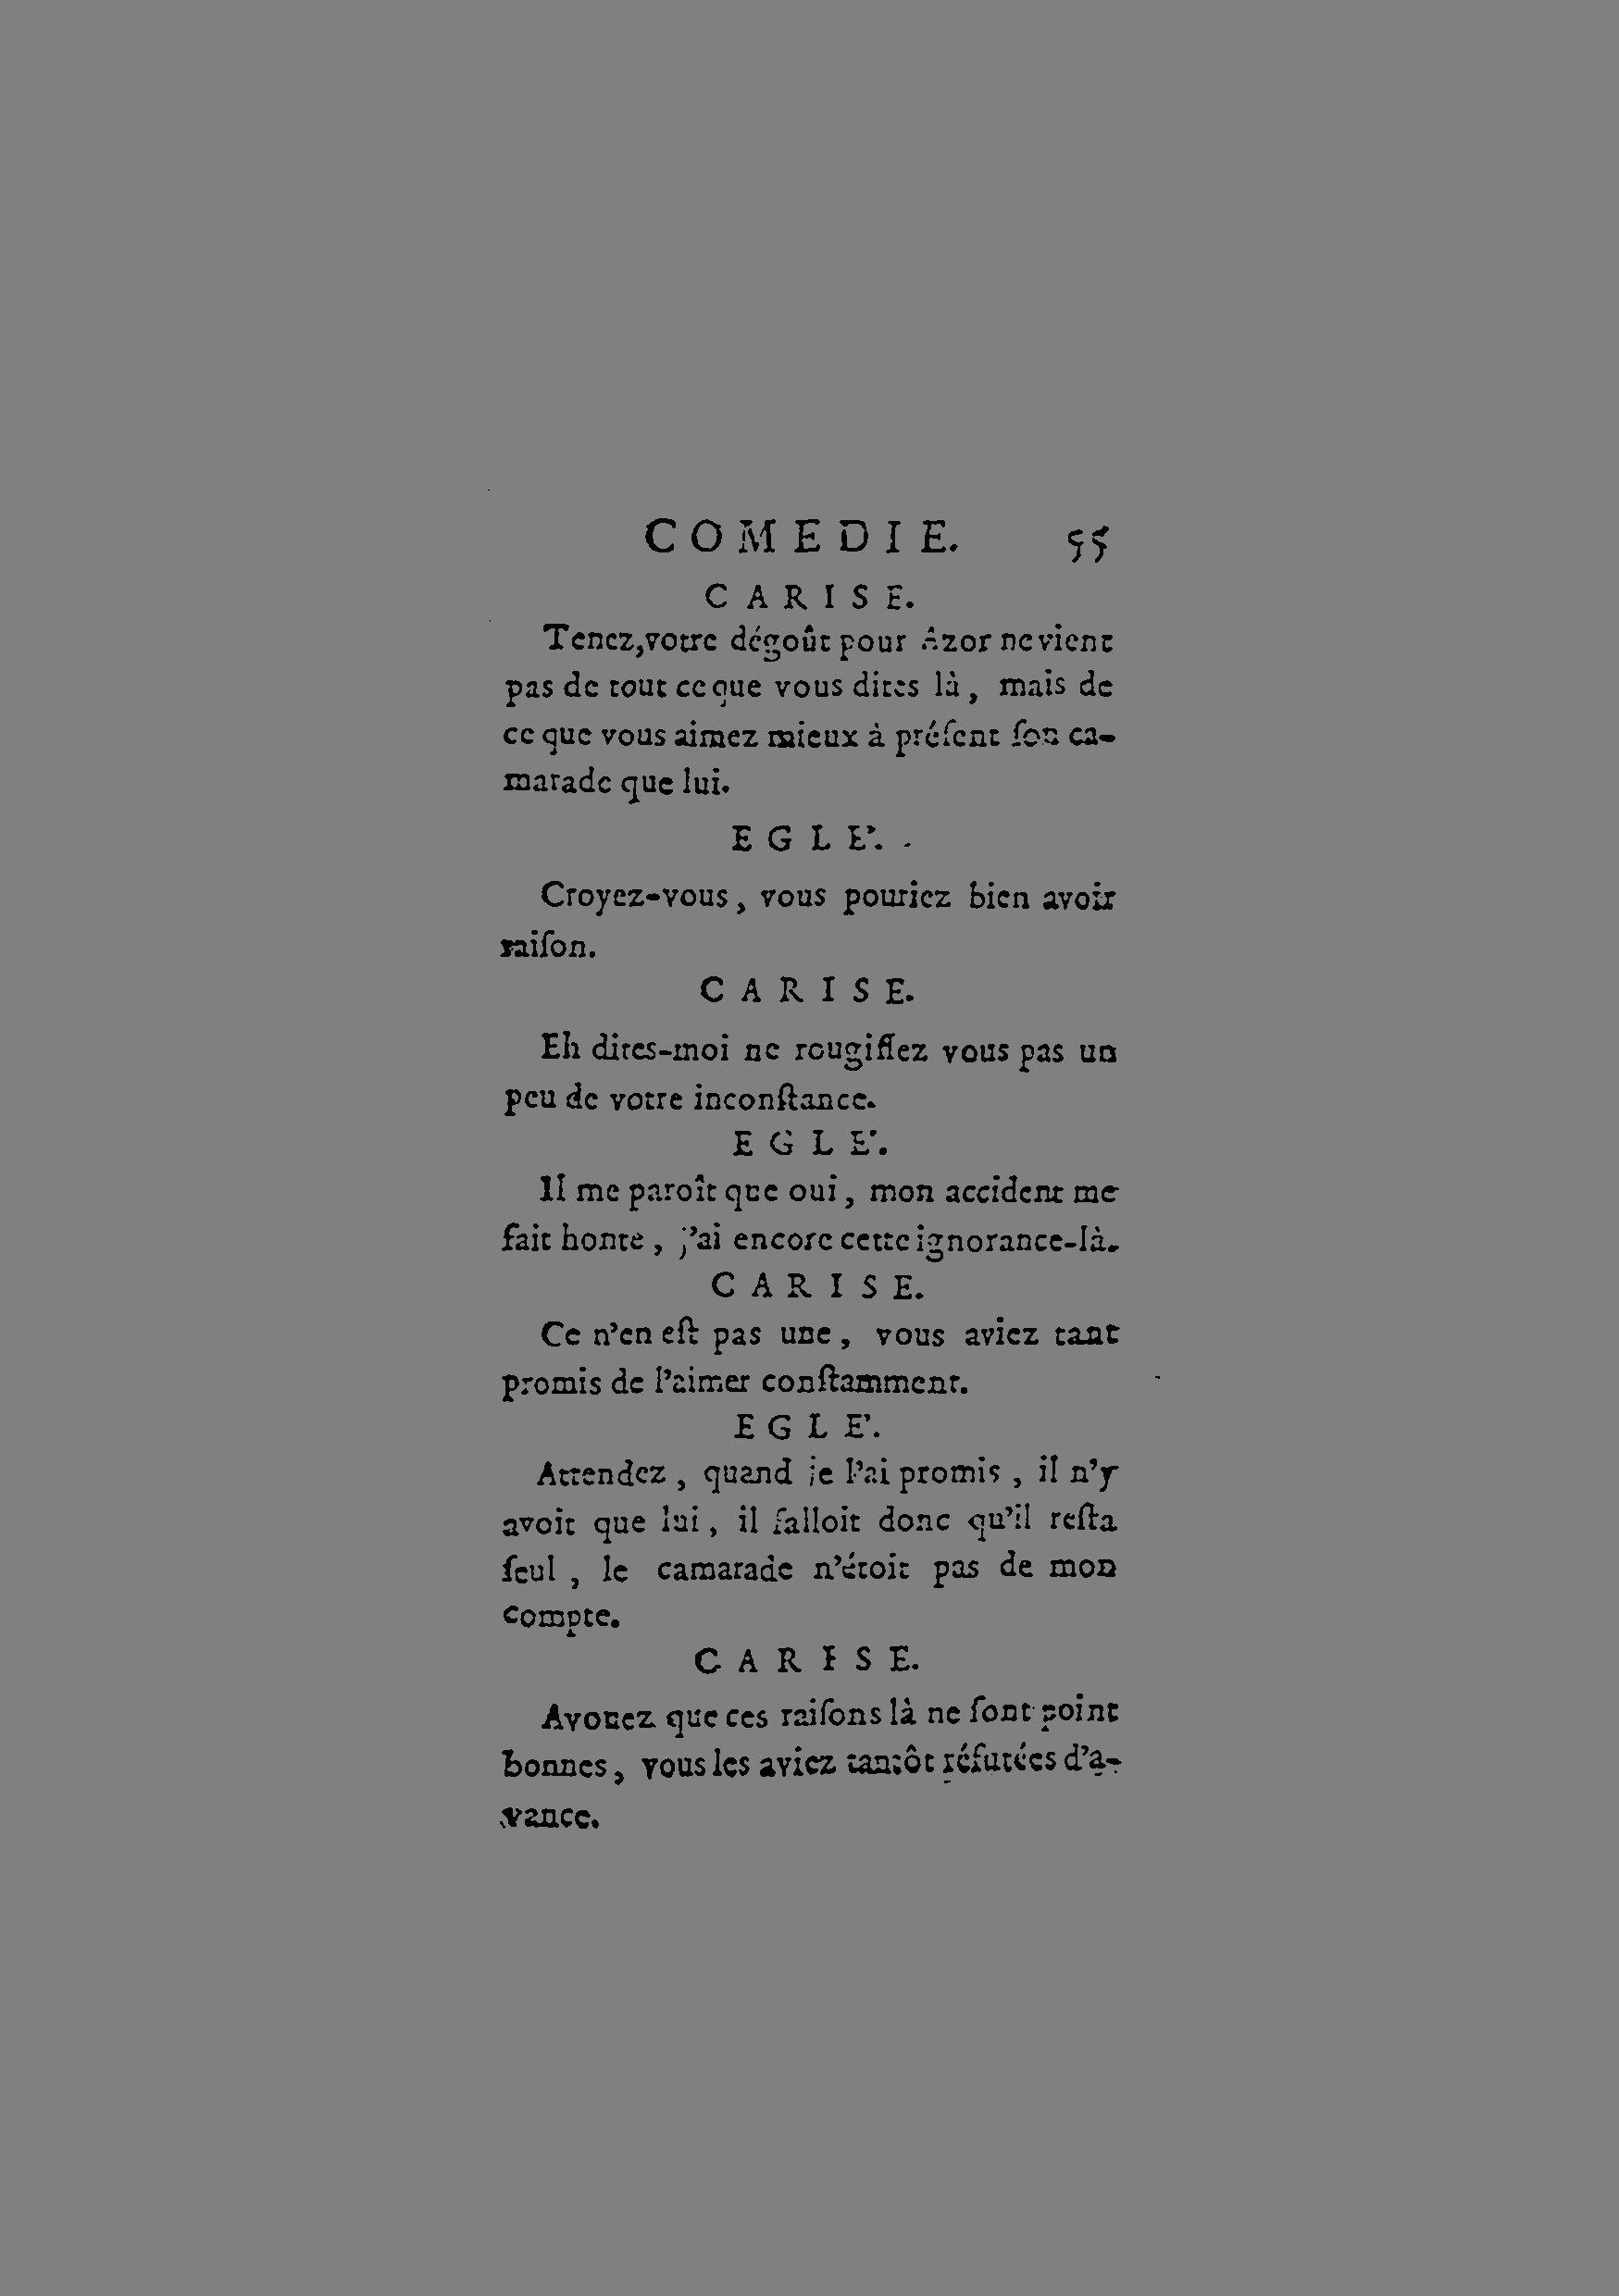 COMEDIE. 55
CARISE.
Tenez, votre dégoût pour Azor ne vient
pas de tout ce que vous dites là, mais de
ce que vous aimez mieux à préſent ſon ca-
marade que lui.
EGLE'.
Croyez-vous, vous pouriez bien avoir
raiſon.
CARISE.
Eh dites-moi ne rougiſſez vous pas un
peu de votre inconſtance.
EGLE'.
Il me paroît que oui, mon accident me
fait honte, j'ai encore cette ignorance-là.
CARISE.
Ce n'en eſt pas une, vous aviez tant
promis de l'aimer conſtamment.
EGLE'.
Attendez, quand je l'ai promis, il n'y
avoit que lui, il falloit donc qu'il reſta
ſeul, le camarade n'étoit pas de mon
compte.
CARISE.
Avouez que ces raiſons là ne ſont point
bonnes, vous les aviez tantôt réfutées d'a-
vance.